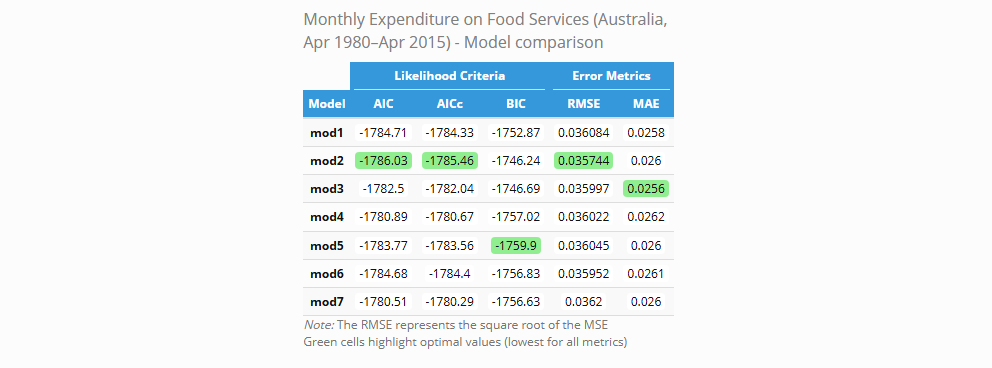 Monthly Expenditure on Food Services (Australia,
Apr 1980–Apr 2015) - Model comparison
Likelihood Criteria Error Metrics
Model AIC AICc BIC RMSE MAE
mod1 -1784.71 -1784.33 -1752.87 0.036084 0.0258
mod2 -1786.03 -1785.46 -1746.24 0.035744 0.026
mod3 -1782.5 -1782.04 -1746.69 0.035997 0.0256
mod4 -1780.89 -1780.67 -1757.02 0.036022 0.0262
mod5 -1783.77 -1783.56 -1759.9 0.036045 0.026
mod6 -1784.68 -1784.4 -1756.83 0.035952 0.0261
mod7 -1780.51 -1780.29 -1756.63 0.0362 0.026
Note: The RMSE represents the square root of the MSE
Green cells highlight optimal values (lowest for all metrics)